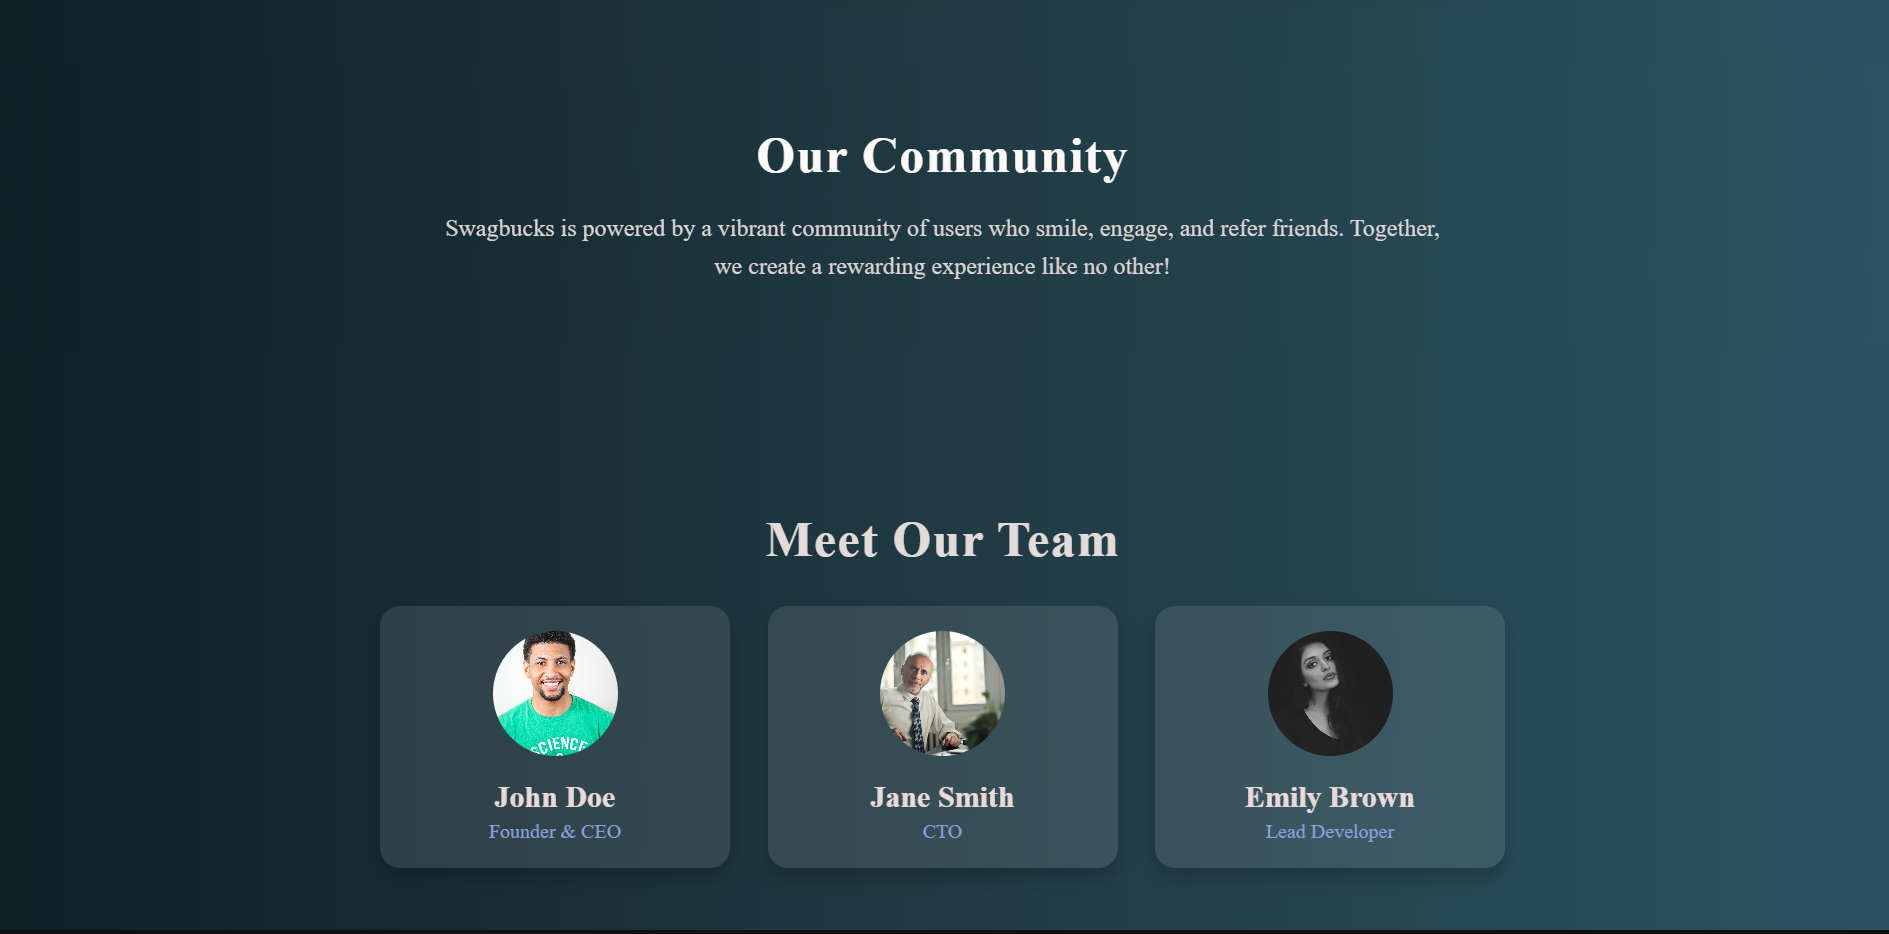 Our Community
Swagbucks is powered by a vibrant community of users who smile, engage, and refer friends. Together,
we create a rewarding experience like no other!
Meet Our Team
SCIENCE
John Doe
Founder & CEO
Jane Smith
CTO
Emily Brown
Lead Developer